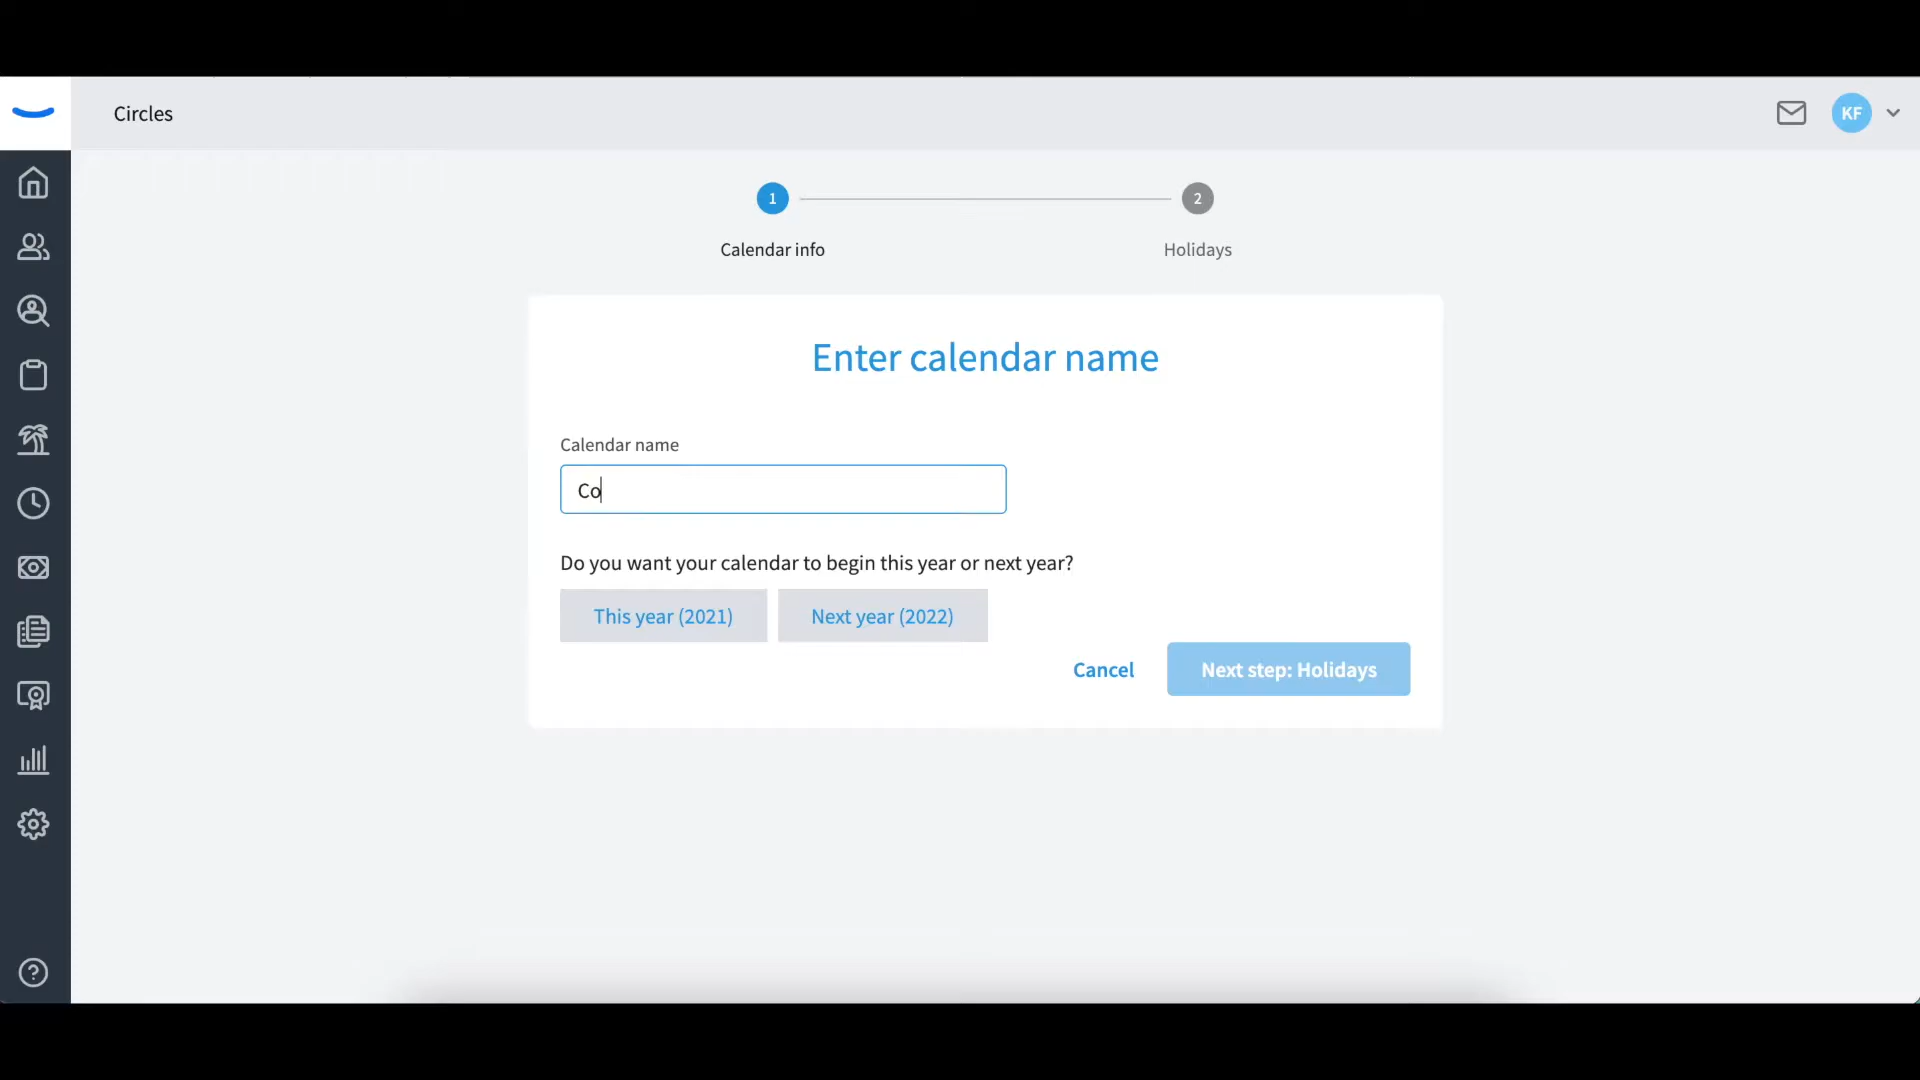 Circles
KF
1
2
Calendar info
Holidays
Enter calendar name
Calendar name
Co
Do you want your calendar to begin this year or next year?
This year (2021)
Next year (2022)
Cancel
Next step: Holidays
?